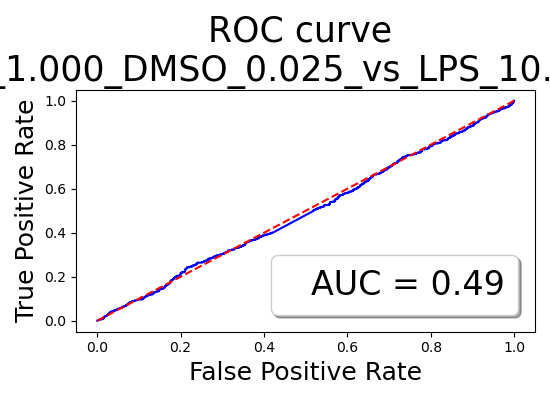 ROC curve
_1.000_DMSO_0.025_vs_LPS_10.
True Positive Rate
1.0
0.8
0.6
0.4
0.2
0.0
AUC = 0.49
0.0 0.2 0.4 0.6 0.8 1.0
False Positive Rate